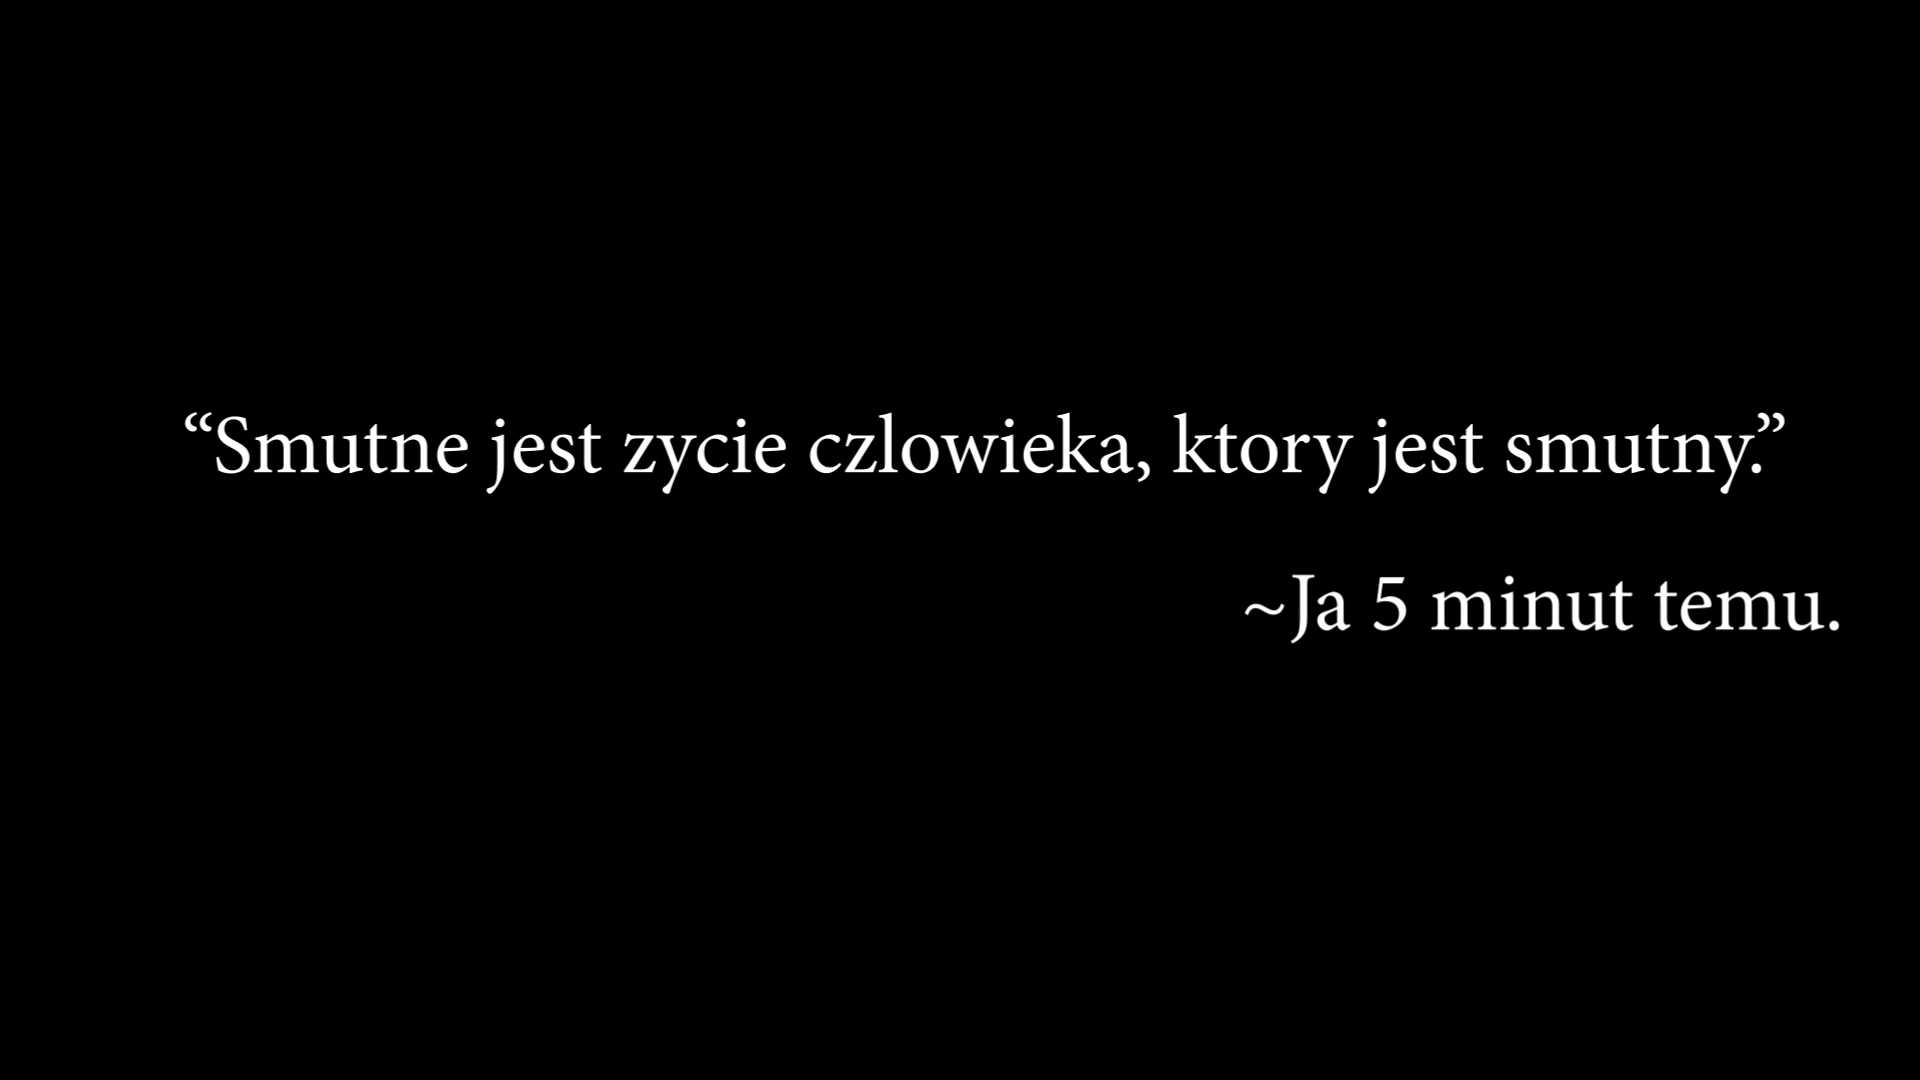 “Smutne jest zycie czlowieka, ktory jest smutny.”
~Ja 5 minut temu.